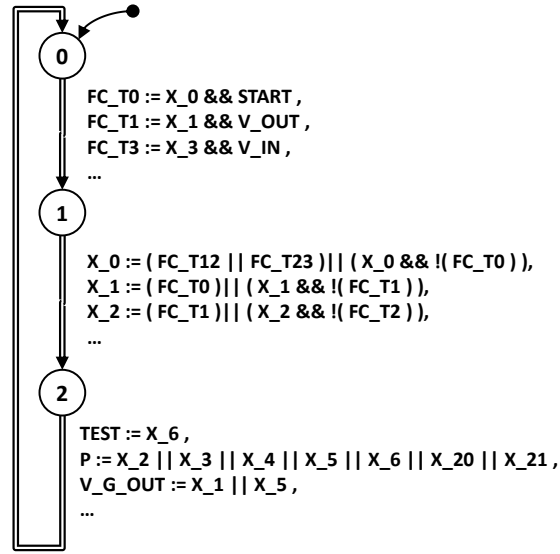 0
FC_T0 := X_0 && START ,
FC_T1 := X_1 && V_OUT ,
FC_T3 := X_3 && V_IN ,
...
1
X_0 := ( FC_T12 || FC_T23 )|| ( X_0 && !( FC_T0 ) ),
X_1 := ( FC_T0 )|| ( X_1 && !( FC_T1 ) ),
X_2 := ( FC_T1 )|| ( X_2 && !( FC_T2 ) ),
...
2
TEST := X_6 ,
P := X_2 || X_3 || X_4 || X_5 || X_6 || X_20 || X_21 ,
V_G_OUT := X_1 || X_5 ,
...